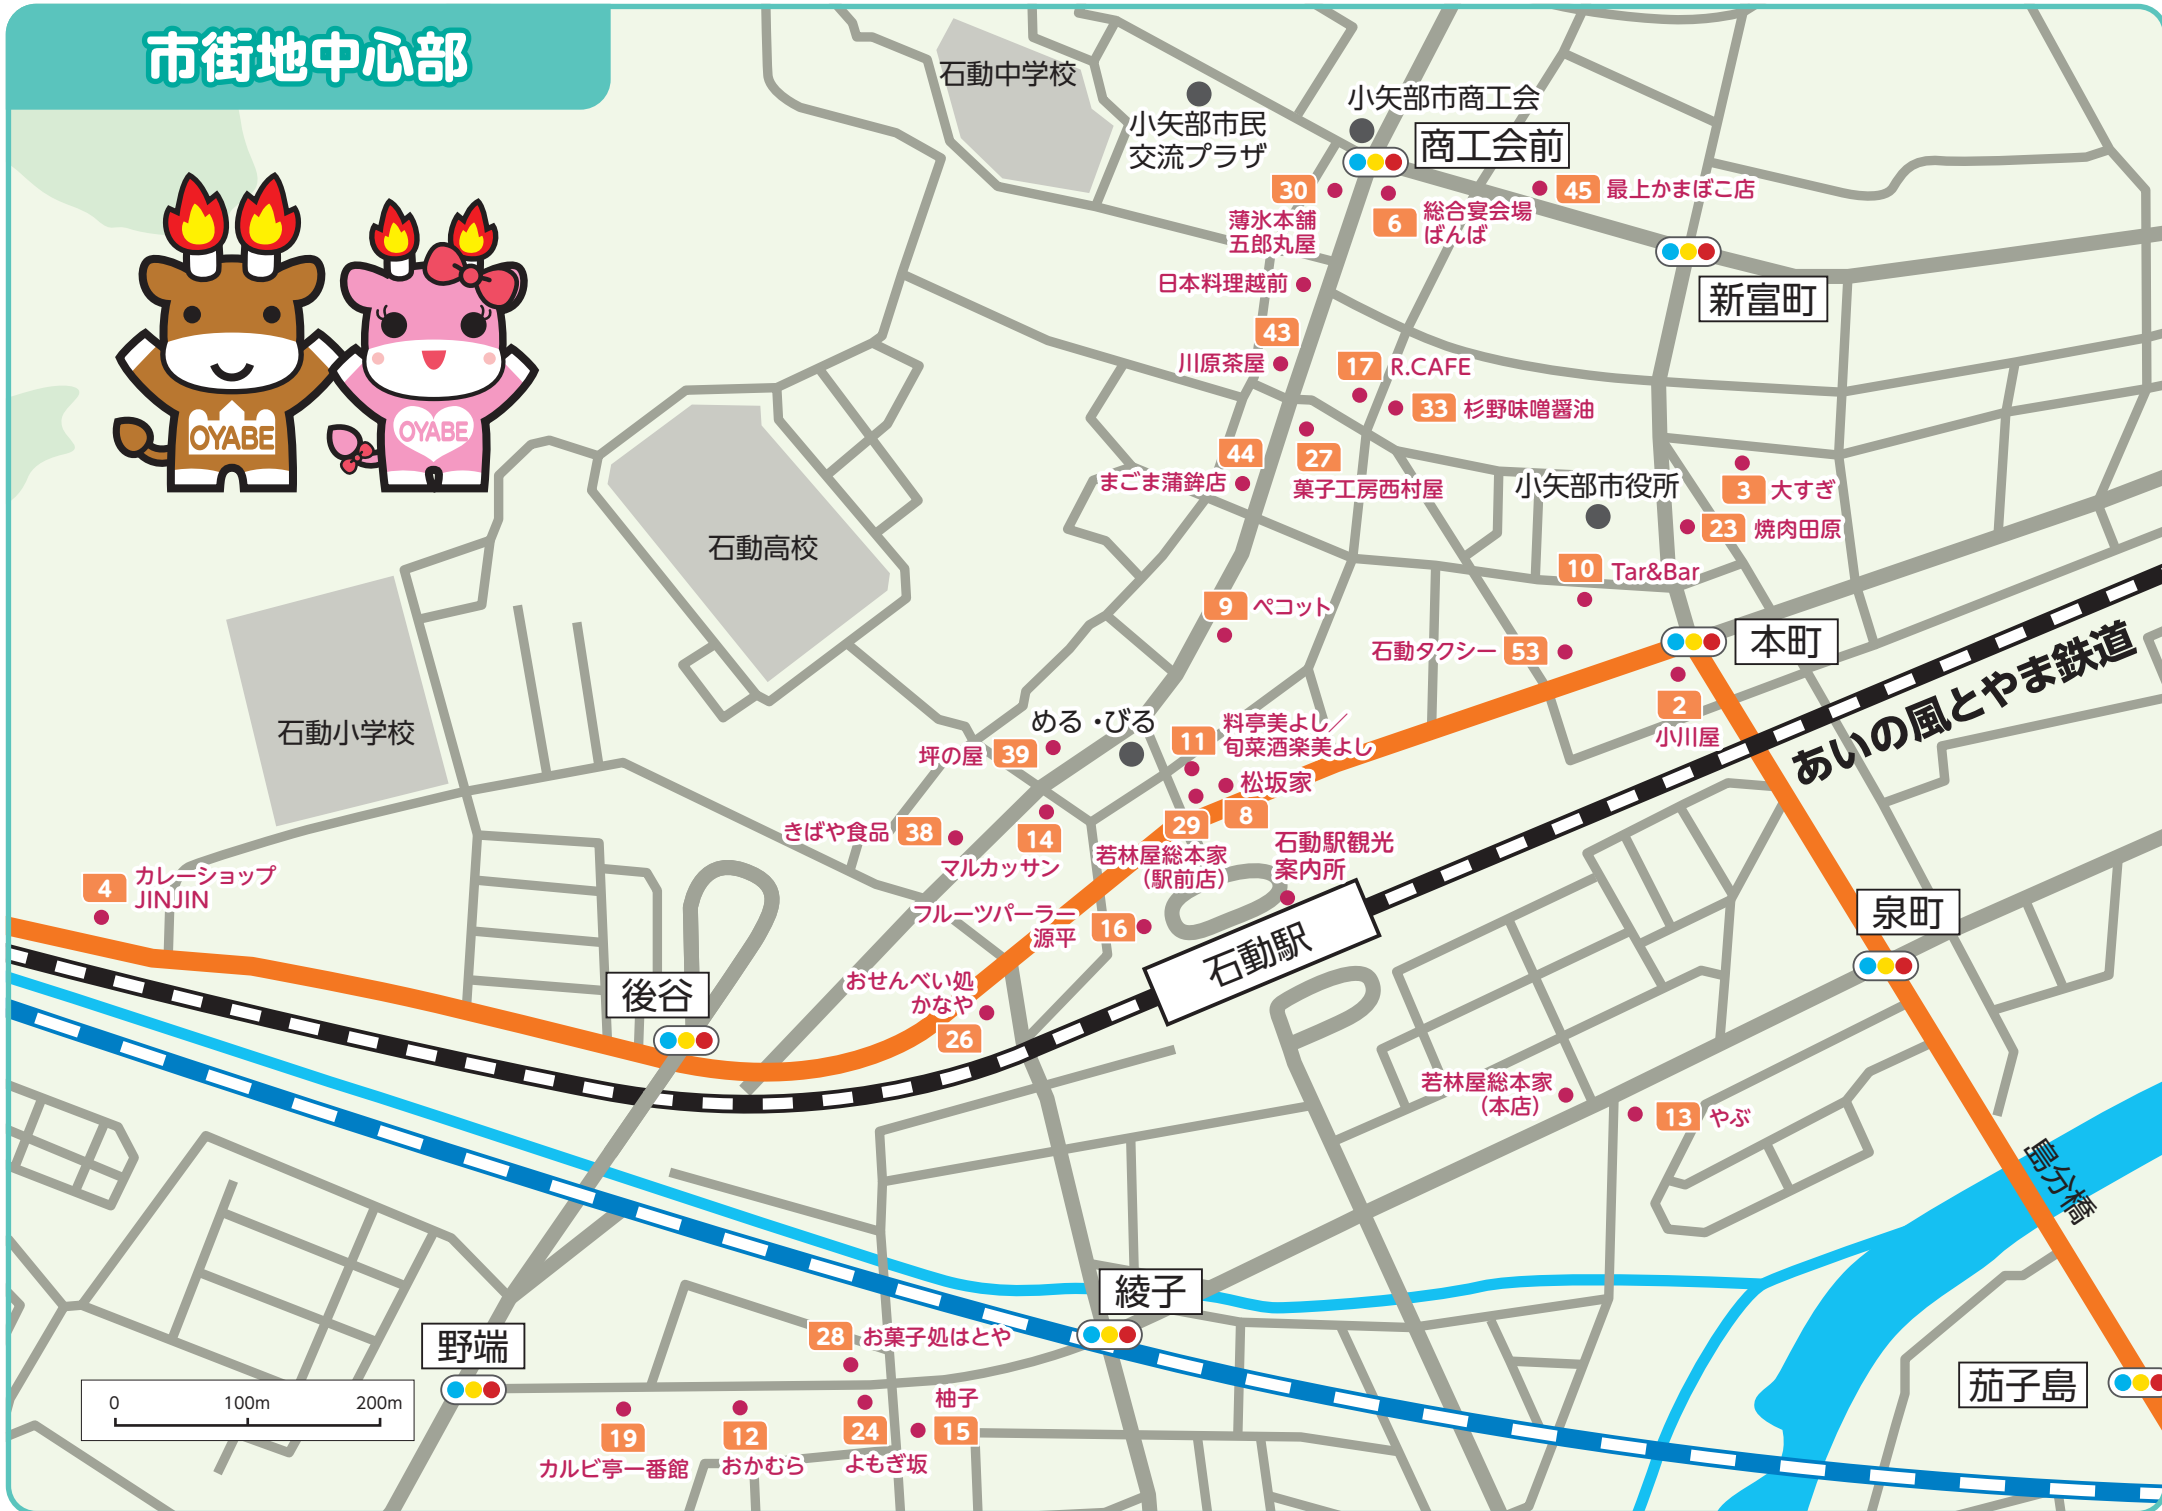 市街地中心部
石動中学校
小矢部市民
交流プラザ
小矢部市商工会
商工会前
30
薄氷本舗
五郎丸屋
6
総合宴会場
ばんば
45 最上かまぼこ店
新富町
日本料理越前
43
川原茶屋
17 R.CAFE
33 杉野味噌醤油
OYABE
OYABE
44
まごま蒲鉾店
27
菓子工房西村屋
小矢部市役所
3 大すぎ
23 焼肉田原
石動高校
10 Tar&Bar
9 ペコット
石動タクシー 53
本町
2
小川屋
あいの風とやま鉄道
石動小学校
める・びる
坪の屋 39
11
料亭美よし／
旬菜酒楽美よし
松坂家
8
29
若林屋総本家
（駅前店）
きばや食品 38
14
マルカッサン
石動駅観光
案内所
4
カレーショップ
JINJIN
フルーツパーラー
源平
16
石動駅
泉町
後谷
おせんべい処
かなや
26
若林屋総本家
（本店）
13 やぶ
島分橋
綾子
野端
28 お菓子処はとや
茄子島
0 100m 200m
19
カルビ亭一番館
12
おかむら
24
よもぎ坂
柚子
15